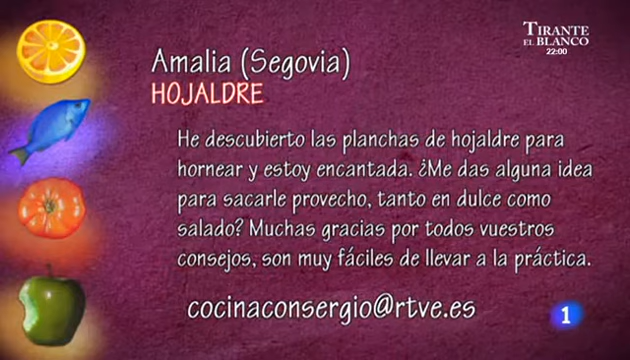 TIRANTE
EL BLANCO
22:00
Amalia (Segovia)
HOJALDRE
He descubierto las planchas de hojaldre para
hornear y estoy encantada. ¿Me das alguna idea
para sacarle provecho, tanto en dulce como
salado? Muchas gracias por todos vuestros
consejos, son muy fáciles de llevar a la práctica.
cocinaconsergio@rtve.es
1